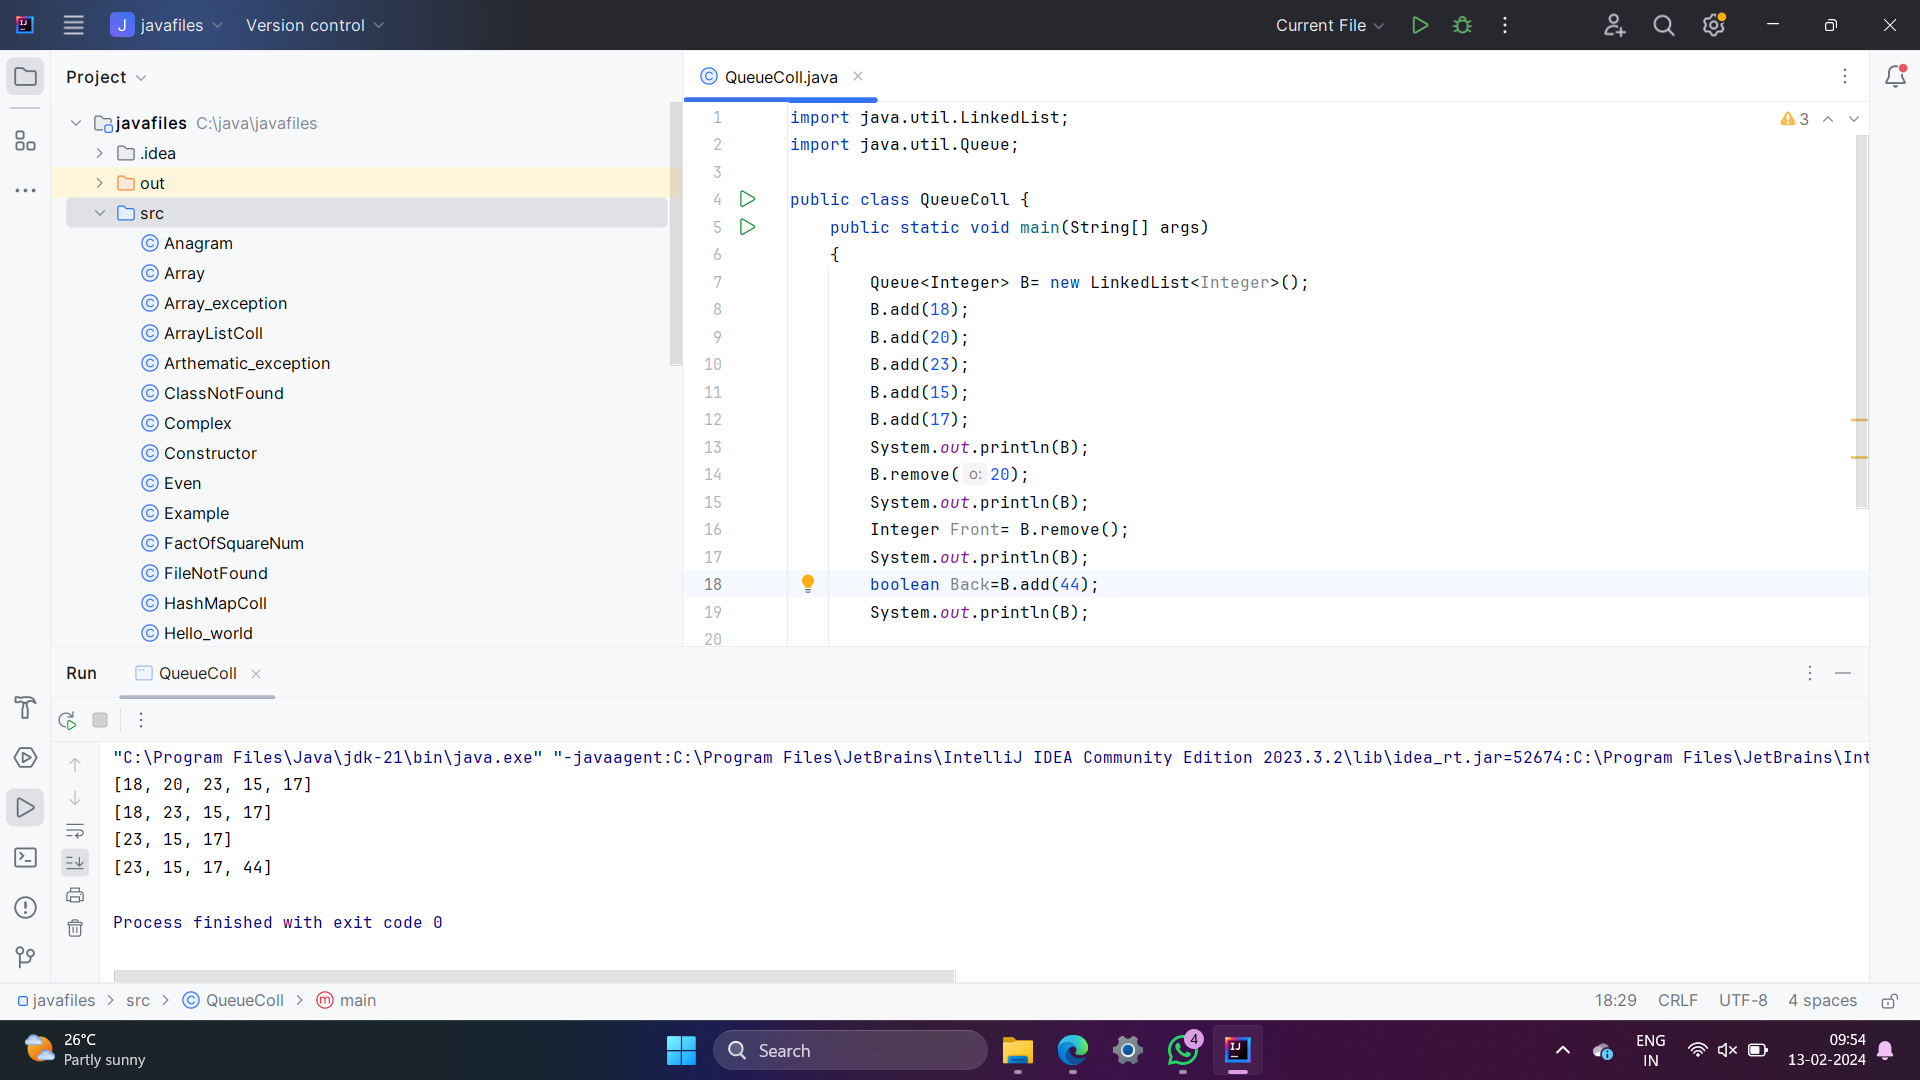 J javafiles Version control Current File
Project
javafiles C:\java\javafiles
.idea
out
src
Anagram
Array
Array_exception
ArrayListColl
Arthematic_exception
ClassNotFound
Complex
Constructor
Even
Example
FactOfSquareNum
FileNotFound
HashMapColl
Hello_world
QueueColl.java
3
1 import java.util.LinkedList;
2 import java.util.Queue;
3
4 public class QueueColl {
5 public static void main(String[] args)
6 {
7 Queue<Integer> B= new LinkedList<Integer>();
8 B.add(18);
9 B.add(20);
10 B.add(23);
11 B.add(15);
12 B.add(17);
13 System.out.println(B);
14 B.remove( o: 20);
15 System.out.println(B);
16 Integer Front= B.remove();
17 System.out.println(B);
18 boolean Back=B.add(44);
19 System.out.println(B);
20
Run QueueColl
"C:\Program Files\Java\jdk-21\bin\java.exe" "-javaagent:C:\Program Files\JetBrains\IntelliJ IDEA Community Edition 2023.3.2\lib\idea_rt.jar=52674:C:\Program Files\JetBrains\Int
[18, 20, 23, 15, 17]
[18, 23, 15, 17]
[23, 15, 17]
[23, 15, 17, 44]
Process finished with exit code 0
javafiles > src > QueueColl > main 18:29 CRLF UTF-8 4 spaces
26°C
Partly sunny
Search
4
ENG
IN
09:54
13-02-2024